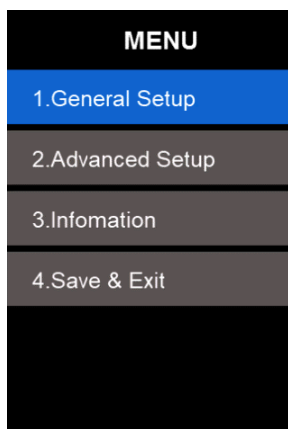 MENU
1.General Setup
2.Advanced Setup
3.Infomation
4.Save & Exit